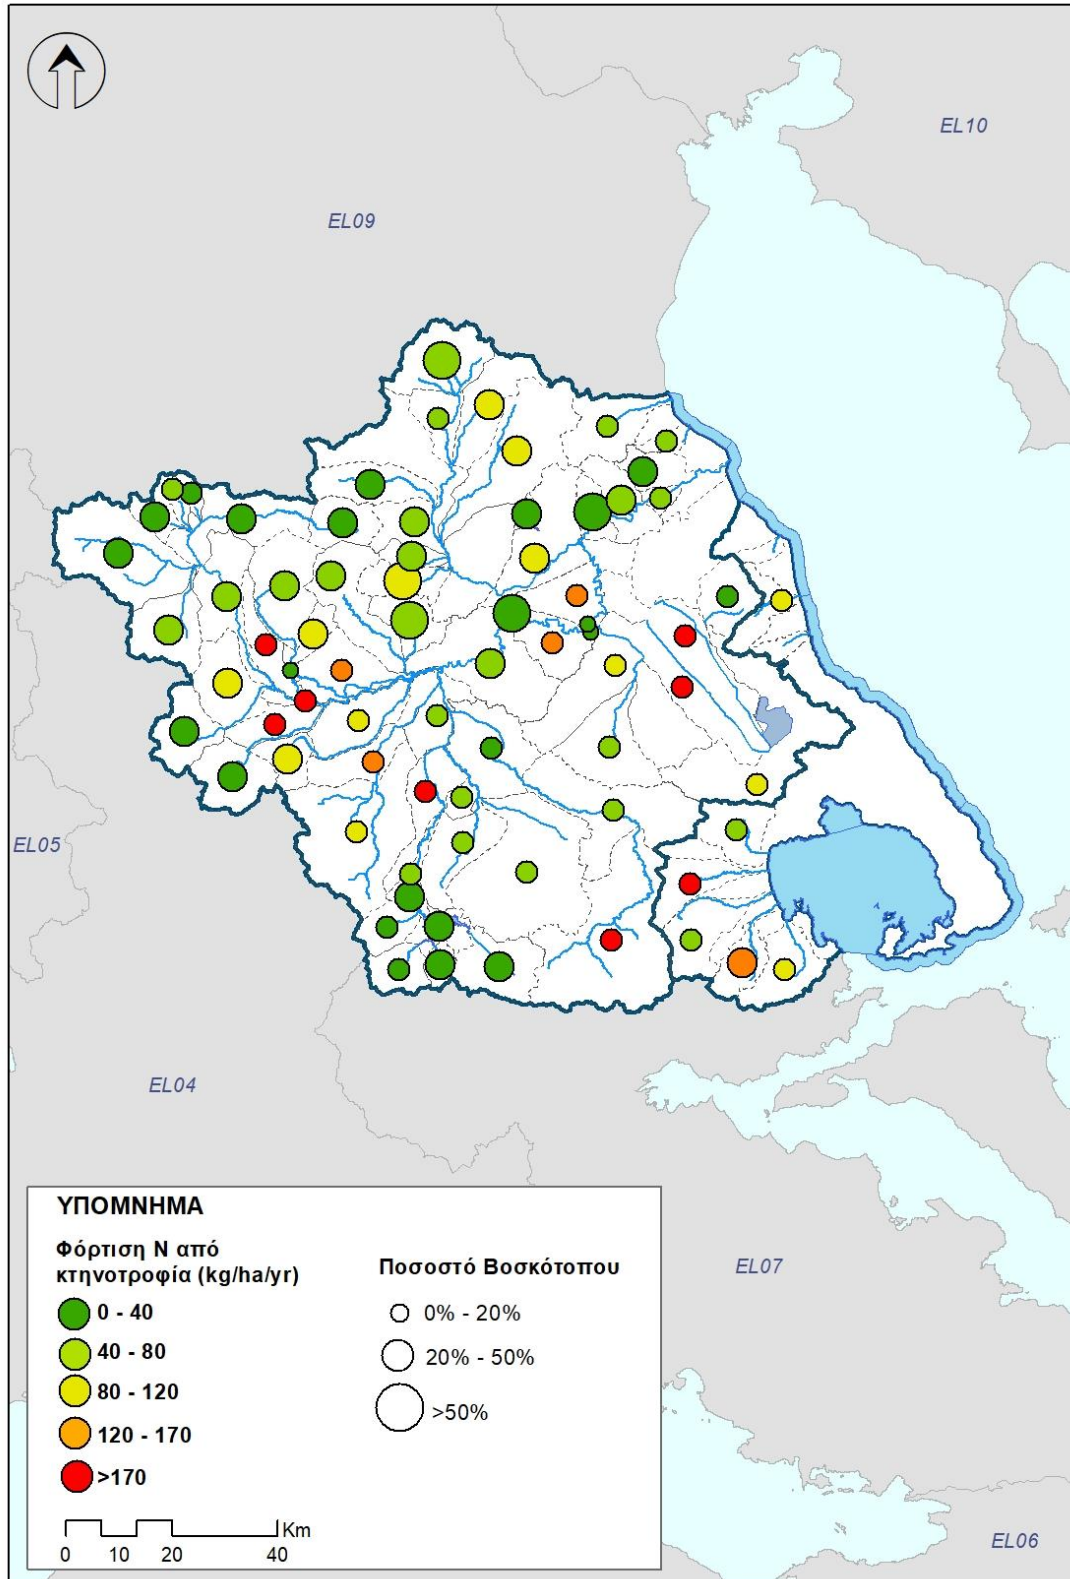 EL10
EL09
EL05
EL04
EL07
EL06
ΥΠΟΜΝΗΜΑ
Φόρτιση Ν από
κτηνοτροφία (kg/ha/yr)
0 - 40
40 - 80
80 - 120
120 - 170
>170
Ποσοστό Βοσκότοπου
0% - 20%
20% - 50%
>50%
Km
0 10 20 40